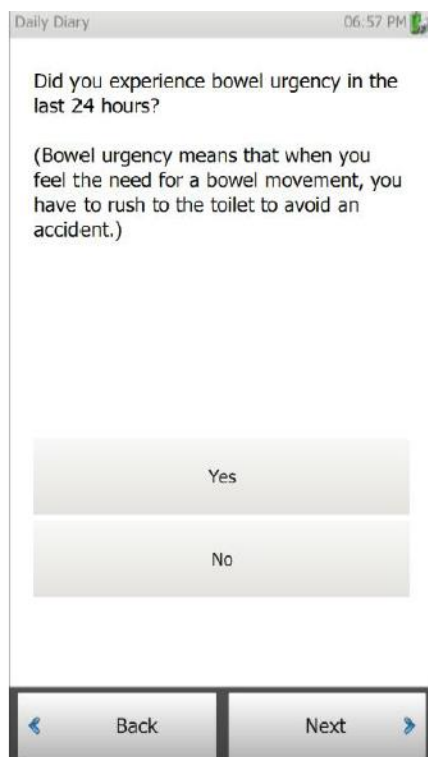 Daily Diary 06:57 PM
Did you experience bowel urgency in the
last 24 hours?
(Bowel urgency means that when you
feel the need for a bowel movement, you
have to rush to the toilet to avoid an
accident.)
Yes
No
Back Next